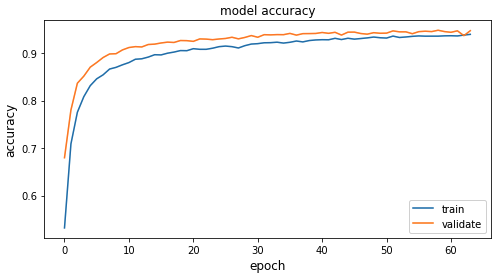 model accuracy
accuracy
0.9
0.8
0.7
0.6
train
validate
0 10 20 30 40 50 60
epoch